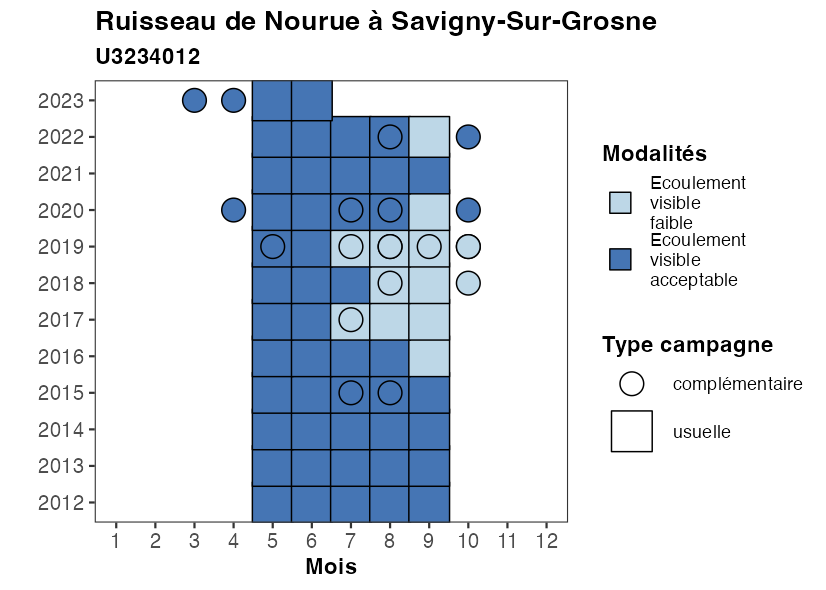 Ruisseau de Nourue à Savigny-Sur-Grosne
U3234012
2023
2022
2021
2020
2019
2018
2017
2016
2015
2014
2013
2012
1 2 3 4 5 6 7 8 9 10 11 12
Mois
Modalités
Ecoulement
visible
faible
Ecoulement
visible
acceptable
Type campagne
complémentaire
usuelle